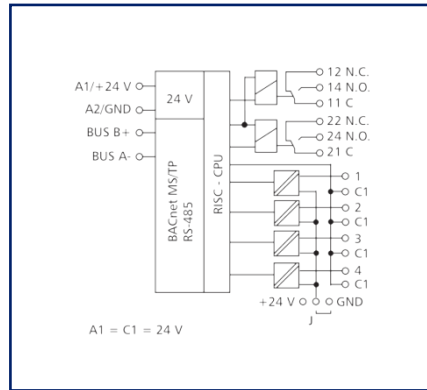 A1/+24 V
A2/GND
BUS B+
BUS A-
24 V
BACnet MS/TP
RS-485
RISC - CPU
12 N.C.
14 N.O.
11 C
22 N.C.
24 N.O.
21 C
1
C1
2
C1
3
C1
4
C1
+24 V
GND
J
A1 = C1 = 24 V